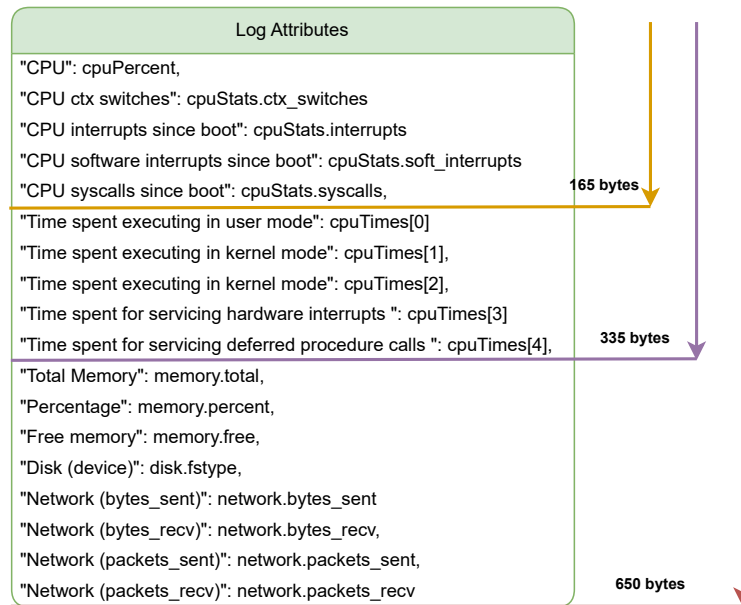 Log Attributes
"CPU": cpuPercent,
"CPU ctx switches": cpuStats.ctx_switches
"CPU interrupts since boot": cpuStats.interrupts
"CPU software interrupts since boot": cpuStats.soft_interrupts
"CPU syscalls since boot": cpuStats.syscalls,
165 bytes
"Time spent executing in user mode": cpuTimes[0]
"Time spent executing in kernel mode": cpuTimes[1],
"Time spent executing in kernel mode": cpuTimes[2],
"Time spent for servicing hardware interrupts ": cpuTimes[3]
"Time spent for servicing deferred procedure calls ": cpuTimes[4],
335 bytes
"Total Memory": memory.total,
"Percentage": memory.percent,
"Free memory": memory.free,
"Disk (device)": disk.fstype,
"Network (bytes_sent)": network.bytes_sent
"Network (bytes_recv)": network.bytes_recv,
"Network (packets_sent)": network.packets_sent,
"Network (packets_recv)": network.packets_recv
650 bytes